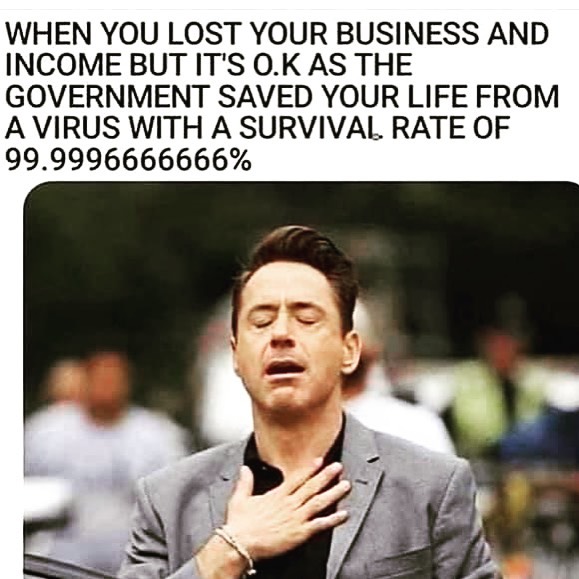 WHEN YOU LOST YOUR BUSINESS AND
INCOME BUT IT'S O.K AS THE
GOVERNMENT SAVED YOUR LIFE FROM
A VIRUS WITH A SURVIVAL RATE OF
99.9996666666%